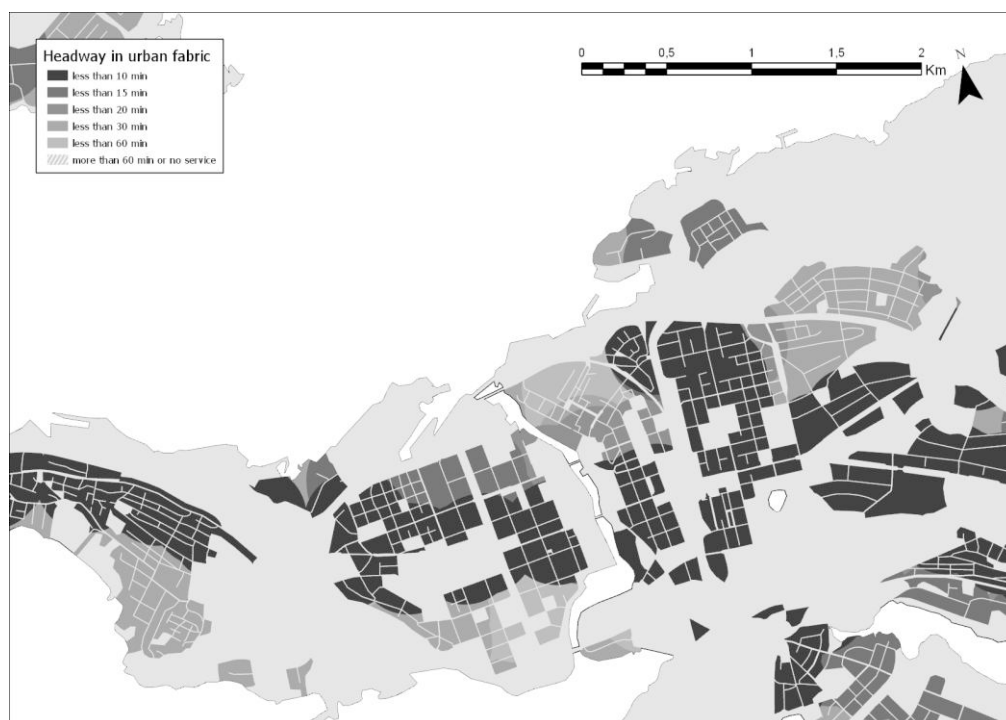 Headway in urban fabric
less than 10 min
less than 15 min
less than 20 min
less than 30 min
less than 60 min
more than 60 min or no service
0 0,5 1 1,5 2
Km
N